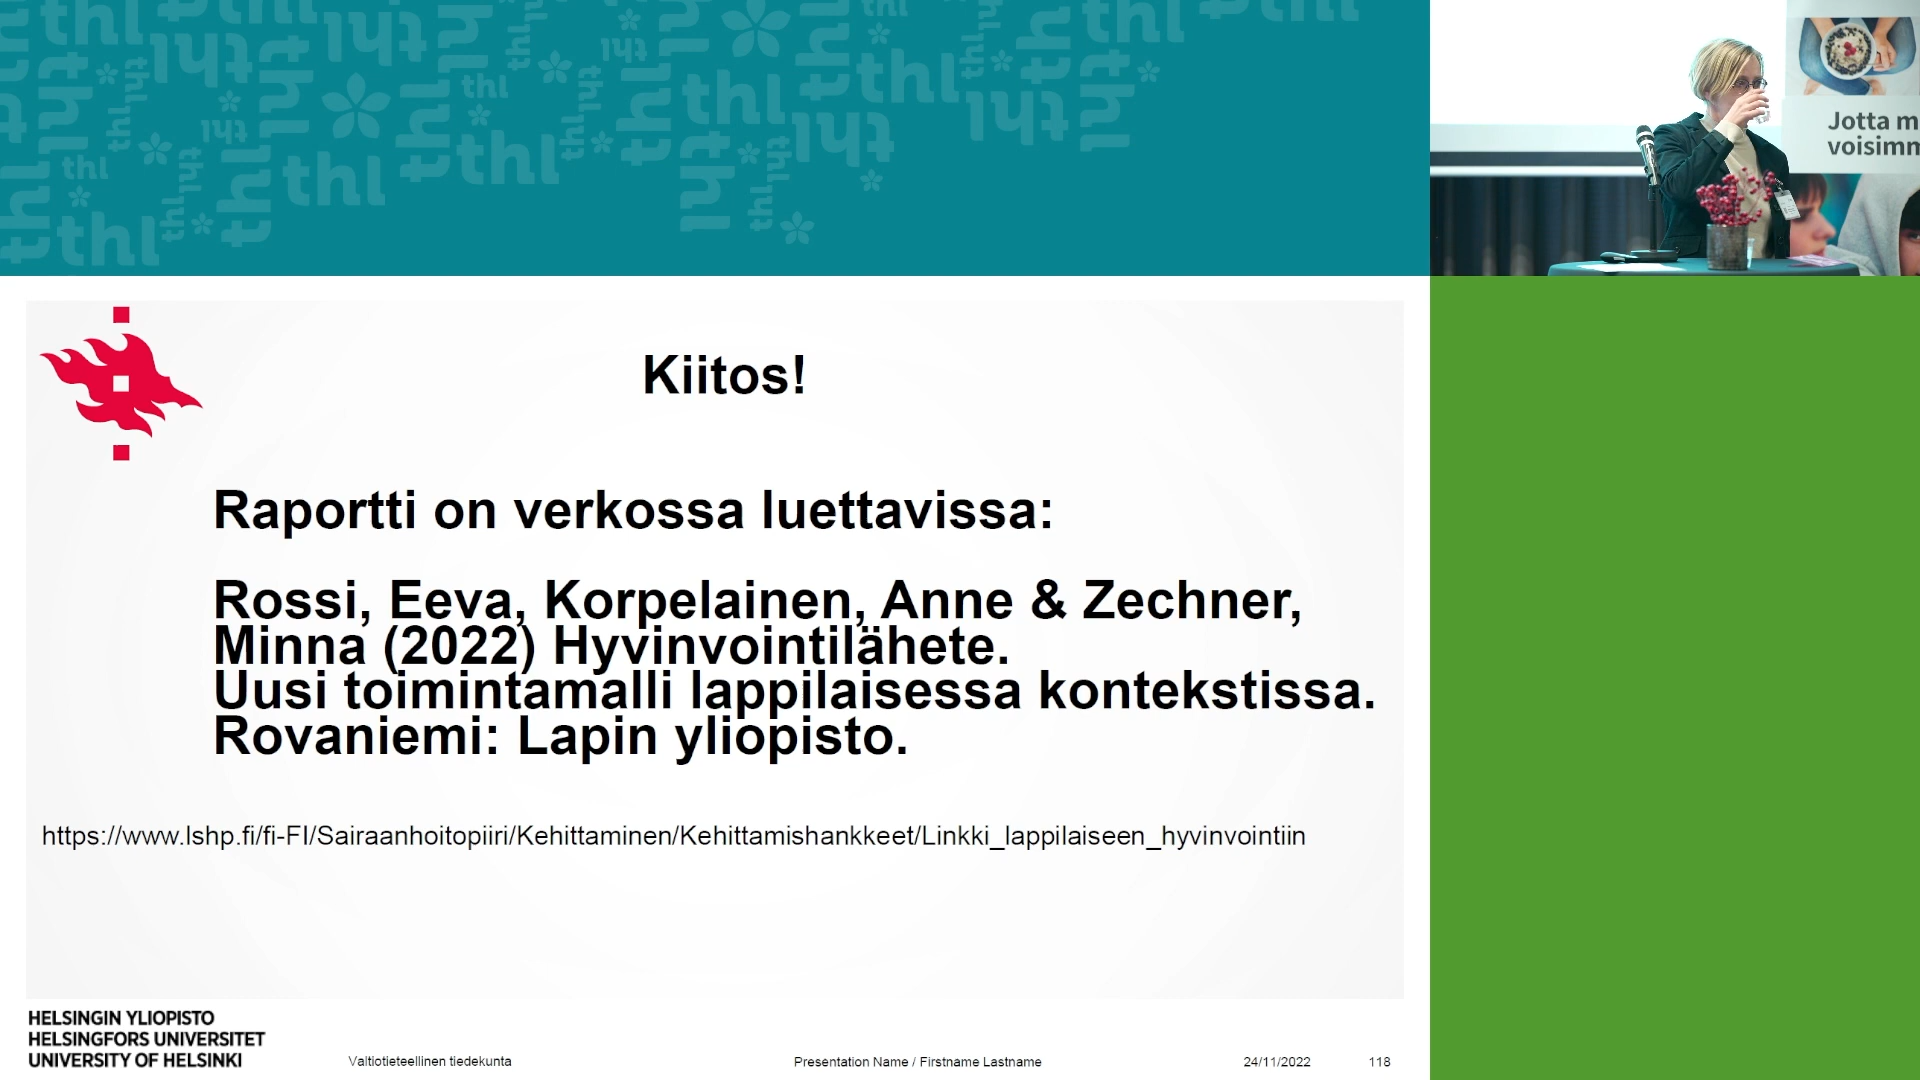 thl
Jotta m
voisimm
Kiitos!
Raportti on verkossa luettavissa:
Rossi, Eeva, Korpelainen, Anne & Zechner,
Minna (2022) Hyvinvointilähete.
Uusi toimintamalli lappilaisessa kontekstissa.
Rovaniemi: Lapin yliopisto.
https://www.lshp.fi/fi-FI/Sairaanhoitopiiri/Kehittaminen/Kehittamishankkeet/Linkki_lappilaiseen_hyvinvointiin
HELSINGIN YLIOPISTO
HELSINGFORS UNIVERSITET
UNIVERSITY OF HELSINKI
Valtiotieteellinen tiedekunta
Presentation Name / Firstname Lastname
24/11/2022
118